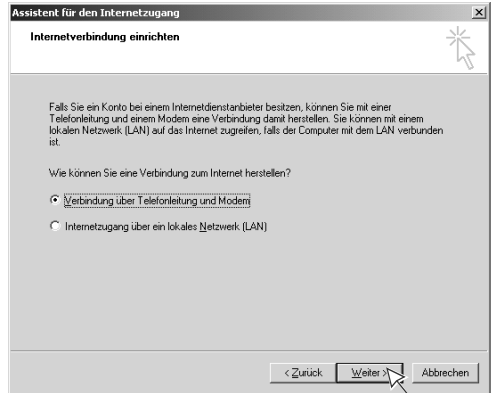 Assistent für den Internetzugang
Internetverbindung einrichten
Falls Sie ein Konto bei einem Internetdienstanbieter besitzen, können Sie mit einer
Telefonleitung und einem Modem eine Verbindung damit herstellen. Sie können mit einem
lokalen Netzwerk (LAN) auf das Internet zugreifen, falls der Computer mit dem LAN verbunden
ist.
Wie können Sie eine Verbindung zum Internet herstellen?
Verbindung über Telefonleitung und Modem
Internetzugang über ein lokales Netzwerk (LAN)
< Zurück Weiter > Abbrechen